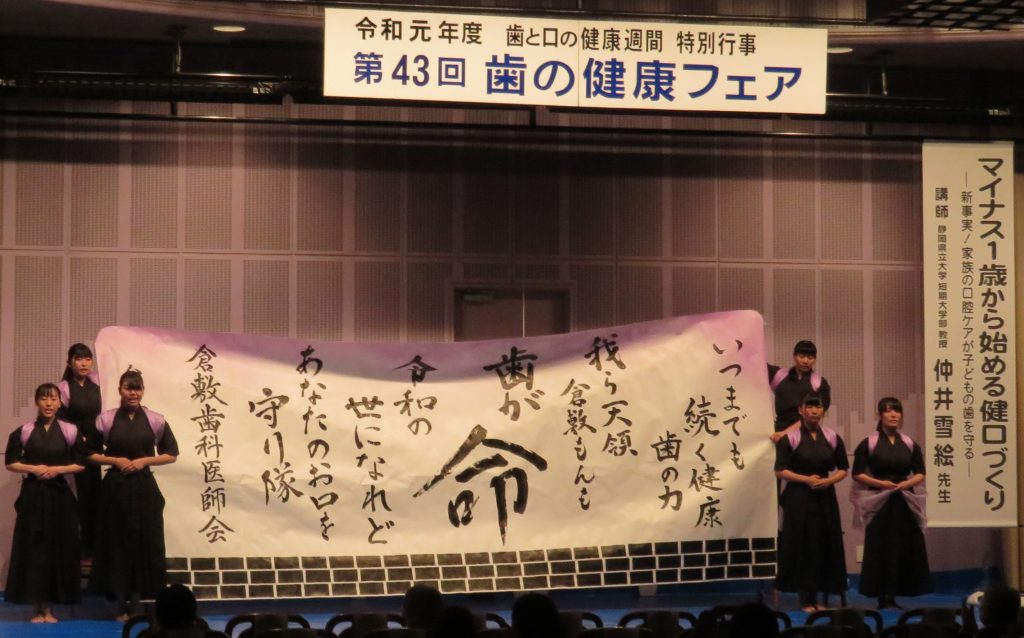 令和元年度 歯と口の健康週間 特別行事
第43回 歯の健康フェア
マイナス1歳から始める健口づくり
―新事実!家族の口腔ケアが子どもの歯を守る―
講師 静岡県立大学 短期大学部 教授 仲井雪絵 先生
いつまでも
続く健康
歯の力
我ら天領
倉敷もんも
歯が
命
令和の
世になれど
あなたのお口を
守り隊
倉敷歯科医師会